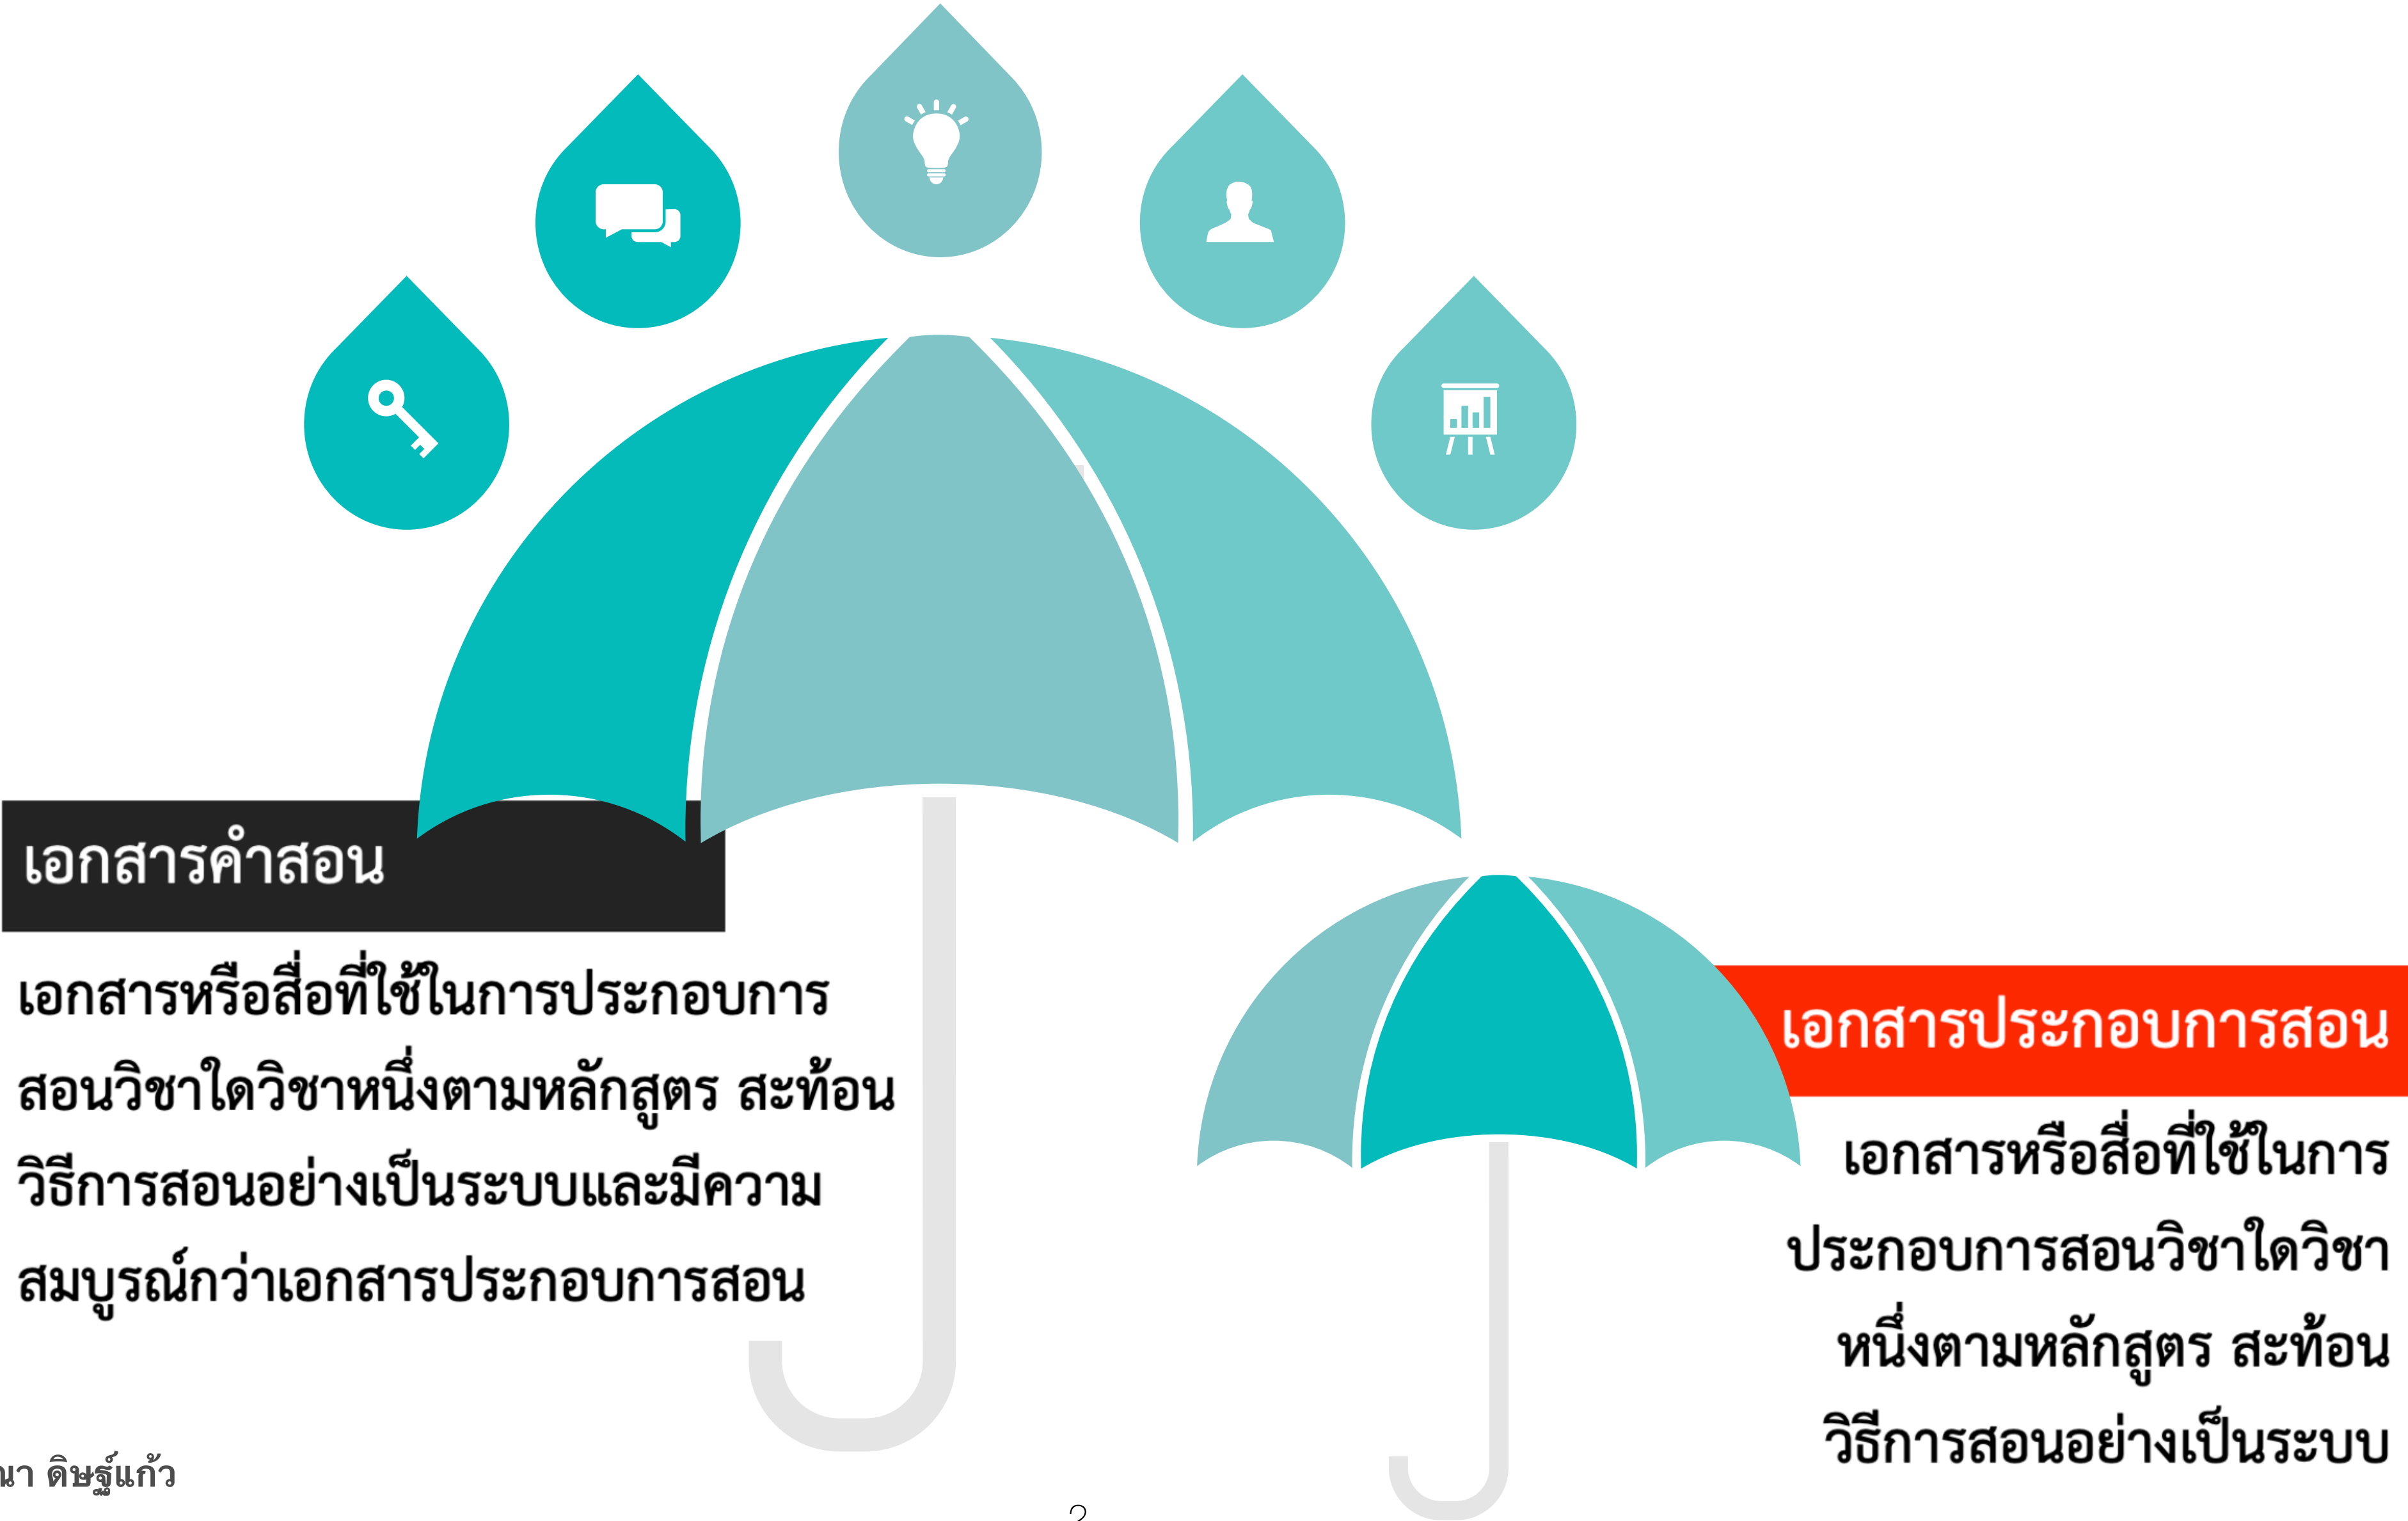 เอกสารคำสอน
เอกสารหรือสื่อที่ใช้ในการประกอบการ
สอนวิชาใดวิชาหนึ่งตามหลักสูตร สะท้อน
วิธีการสอนอย่างเป็นระบบและมีความ
สมบูรณ์กว่าเอกสารประกอบการสอน
เอกสารประกอบการสอน
เอกสารหรือสื่อที่ใช้ในการ
ประกอบการสอนวิชาใดวิชา
หนึ่งตามหลักสูตร สะท้อน
วิธีการสอนอย่างเป็นระบบ
ดิษฐ์แก้ว
2